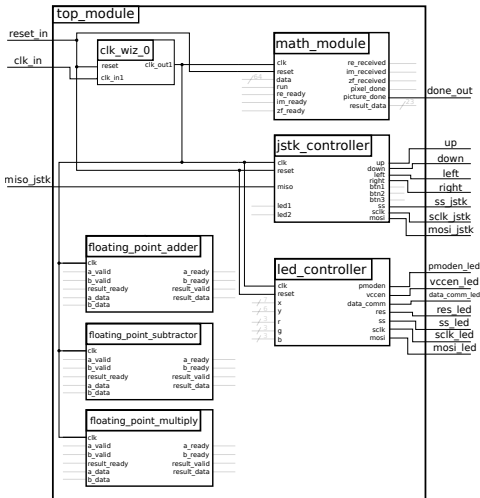 top_module
reset_in
clk_in
clk_wiz_0
reset
clk_in1
clk_out1
math_module
clk
reset
data
run
re_ready
im_ready
zf_ready
re_received
im_received
zf_received
pixel_done
picture_done
result_data
64
23
done_out
jstk_controller
clk
reset
miso
led1
led2
up
down
left
right
btn1
btn2
btn3
ss
sclk
mosi
up
down
left
right
ss_jstk
sclk_jstk
mosi_jstk
miso_jstk
floating_point_adder
clk
a_valid
b_valid
result_ready
a_data
b_data
a_ready
b_ready
result_valid
result_data
led_controller
clk
reset
x
y
r
g
b
pmoden
vccen
data_comm
res
ss
sclk
mosi
pmoden_led
vccen_led
data_comm_led
res_led
ss_led
sclk_led
mosi_led
floating_point_subtractor
clk
a_valid
b_valid
result_ready
a_data
b_data
a_ready
b_ready
result_valid
result_data
floating_point_multiply
clk
a_valid
b_valid
result_ready
a_data
b_data
a_ready
b_ready
result_valid
result_data